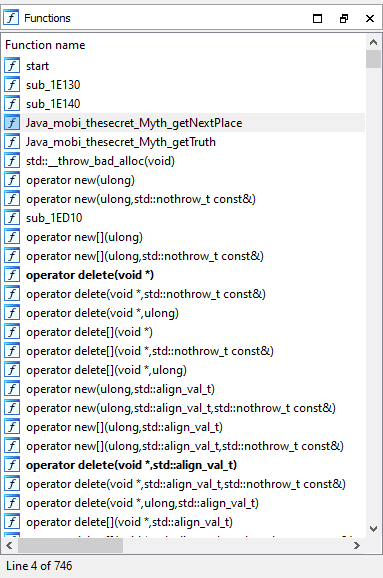 Functions
Function name
start
sub_1E130
sub_1E140
Java_mobi_thesecret_Myth_getNextPlace
Java_mobi_thesecret_Myth_getTruth
std::__throw_bad_alloc(void)
operator new(ulong)
operator new(ulong,std::nothrow_t const&)
sub_1ED10
operator new[](ulong)
operator new[](ulong,std::nothrow_t const&)
operator delete(void *)
operator delete(void *,std::nothrow_t const&)
operator delete(void *,ulong)
operator delete[](void *)
operator delete[](void *,std::nothrow_t const&)
operator delete[](void *,ulong)
operator new(ulong,std::align_val_t)
operator new(ulong,std::align_val_t,std::nothrow_t const&)
operator new[](ulong,std::align_val_t)
operator new[](ulong,std::align_val_t,std::nothrow_t const&)
operator delete(void *,std::align_val_t)
operator delete(void *,std::align_val_t,std::nothrow_t const&)
operator delete(void *,ulong,std::align_val_t)
operator delete[](void *,std::align_val_t)
Line 4 of 746